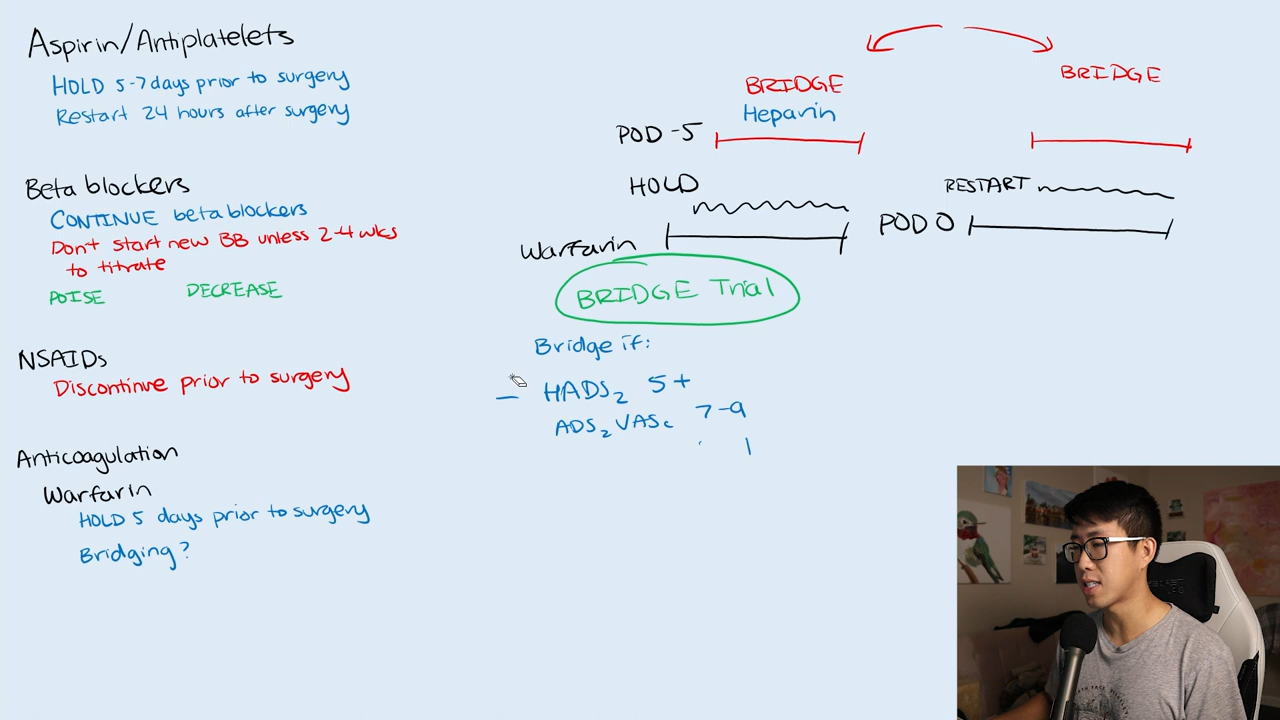 Aspirin/Antiplatelets
HOLD 5-7 days prior to surgery
Restart 24 hours after surgery
Beta blockers
CONTINUE beta blockers
Don't start new BB unless 2-4 wks
to titrate
POISE DECREASE
NSAIDs
Discontinue prior to surgery
Anticoagulation
Warfarin
HOLD 5 days prior to surgery
Bridging?
BRIDGE
Heparin
BRIDGE
POD -5
HOLD
RESTART
Warfarin
POD 0
BRIDGE Trial
Bridge if:
HADS2 5+
ADS2 VASc 7-9